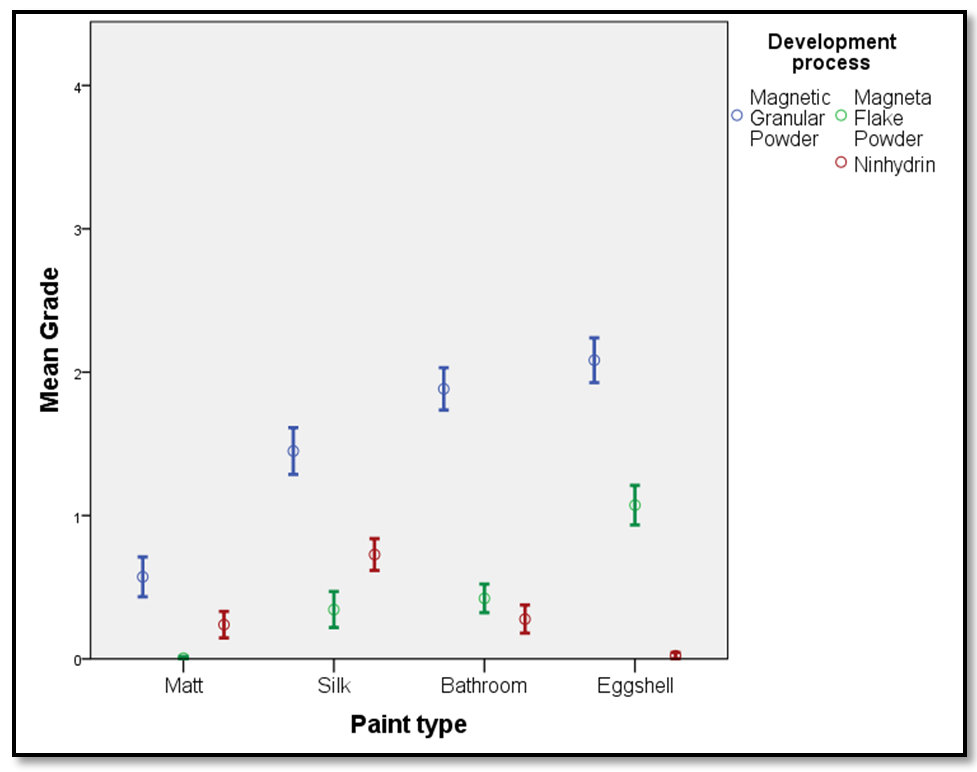 Development
process
Magnetic
Granular
Powder
Magneta
Flake
Powder
Ninhydrin
4
3
2
1
0
Mean Grade
Matt Silk Bathroom Eggshell
Paint type